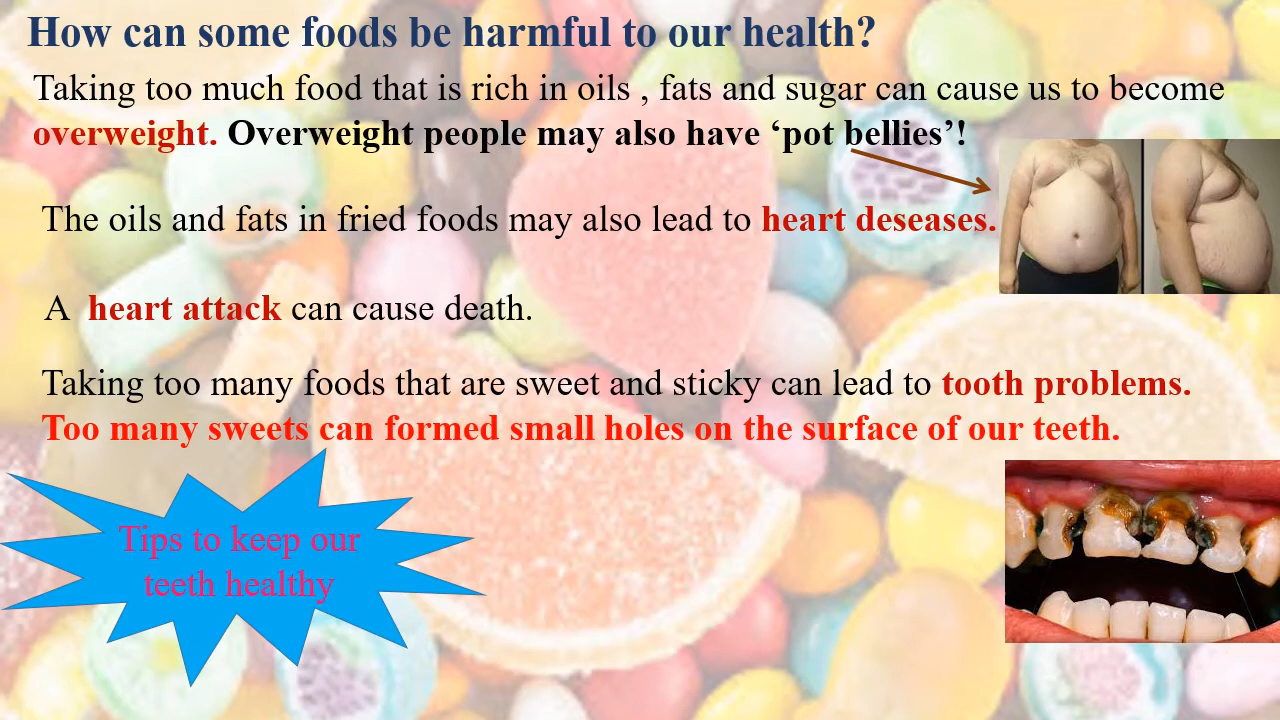 How can some foods be harmful to our health?
Taking too much food that is rich in oils , fats and sugar can cause us to become
overweight. Overweight people may also have ‘pot bellies’!
The oils and fats in fried foods may also lead to heart deseases.
A heart attack can cause death.
Taking too many foods that are sweet and sticky can lead to tooth problems.
Too many sweets can formed small holes on the surface of our teeth.
Tips to keep our
teeth healthy